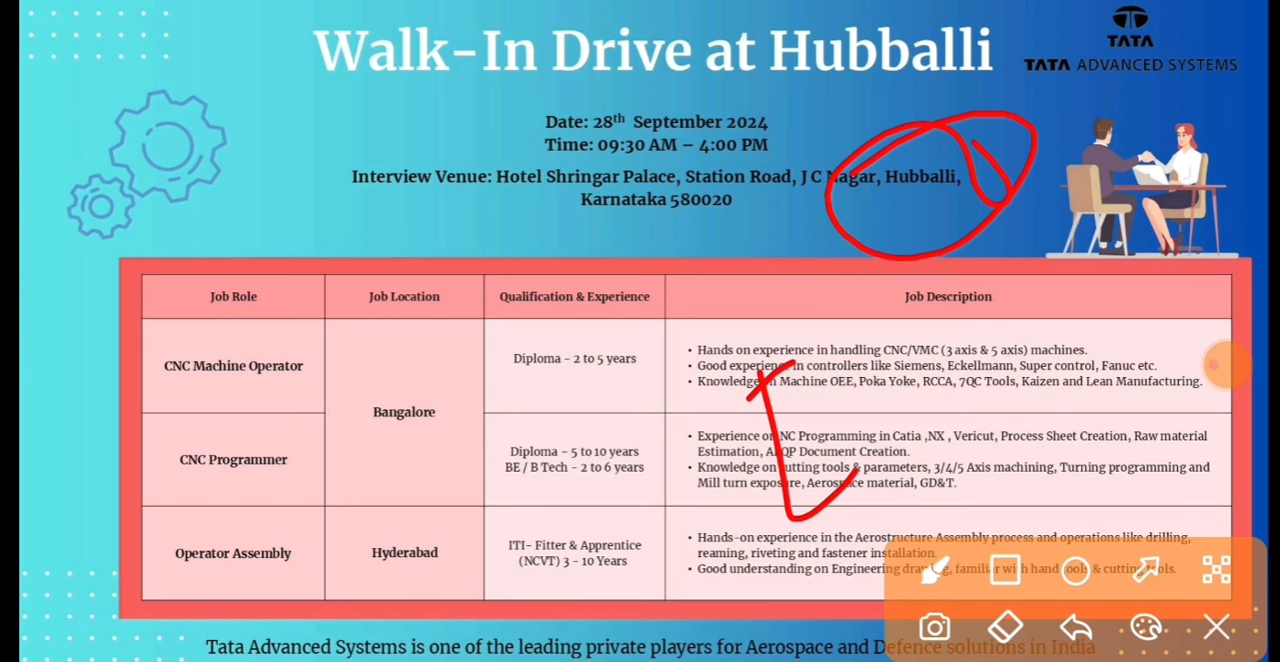 Walk-In Drive at Hubballi
TATA
TATA ADVANCED SYSTEMS
Date: 28th September 2024
Time: 09:30 AM – 4:00 PM
Interview Venue: Hotel Shringar Palace, Station Road, J C Nagar, Hubballi,
Karnataka 580020
Job Role
Job Location
Qualification & Experience
Job Description
CNC Machine Operator
Bangalore
Diploma - 2 to 5 years
• Hands on experience in handling CNC/VMC (3 axis & 5 axis) machines.
• Good experience in controllers like Siemens, Eckellmann, Super control, Fanuc etc.
• Knowledge on Machine OEE, Poka Yoke, RCCA, 7QC Tools, Kaizen and Lean Manufacturing.
CNC Programmer
Diploma - 5 to 10 years
BE / B Tech - 2 to 6 years
• Experience on NC Programming in Catia ,NX , Vericut, Process Sheet Creation, Raw material
Estimation, APQP Document Creation.
• Knowledge on cutting tools & parameters, 3/4/5 Axis machining, Turning programming and
Mill turn exposure, Aerospace material, GD&T.
Operator Assembly
Hyderabad
ITI- Fitter & Apprentice
(NCVT) 3 - 10 Years
• Hands-on experience in the Aerostructure Assembly process and operations like drilling,
reaming, riveting and fastener installation.
• Good understanding on Engineering drawing, familiar with hand tools & cutting tools.
Tata Advanced Systems is one of the leading private players for Aerospace and Defence solutions in India